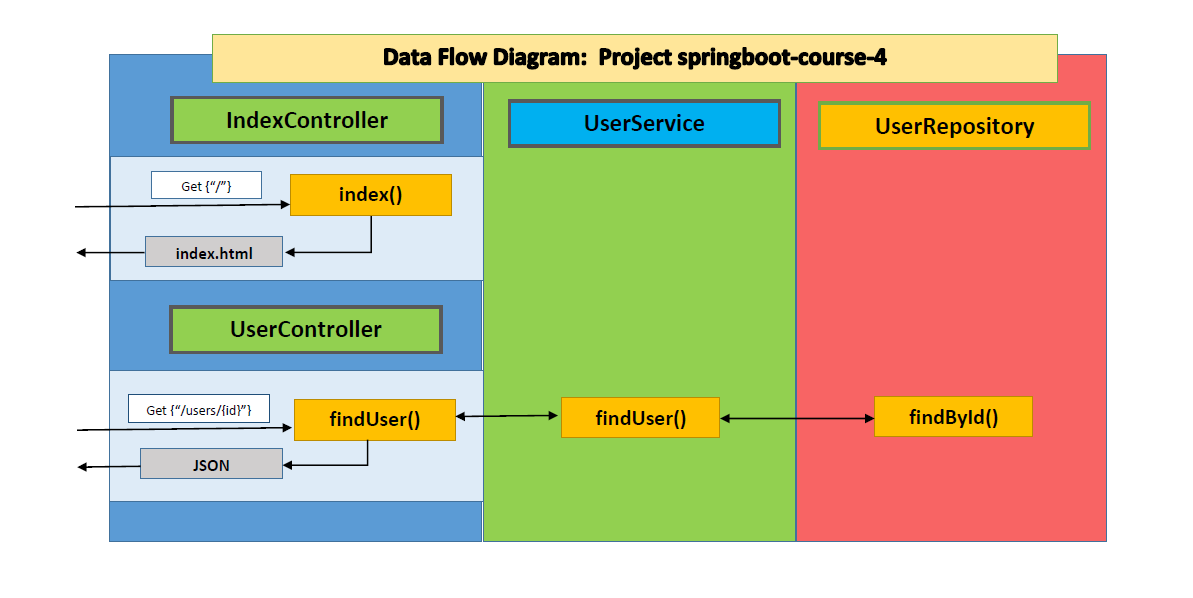 Data Flow Diagram:  Project springboot-course-4
IndexController
UserService
UserRepository
Get {“/”}
index()
index.html
UserController
Get {“/users/{id}”}
findUser()
findUser()
findById()
JSON